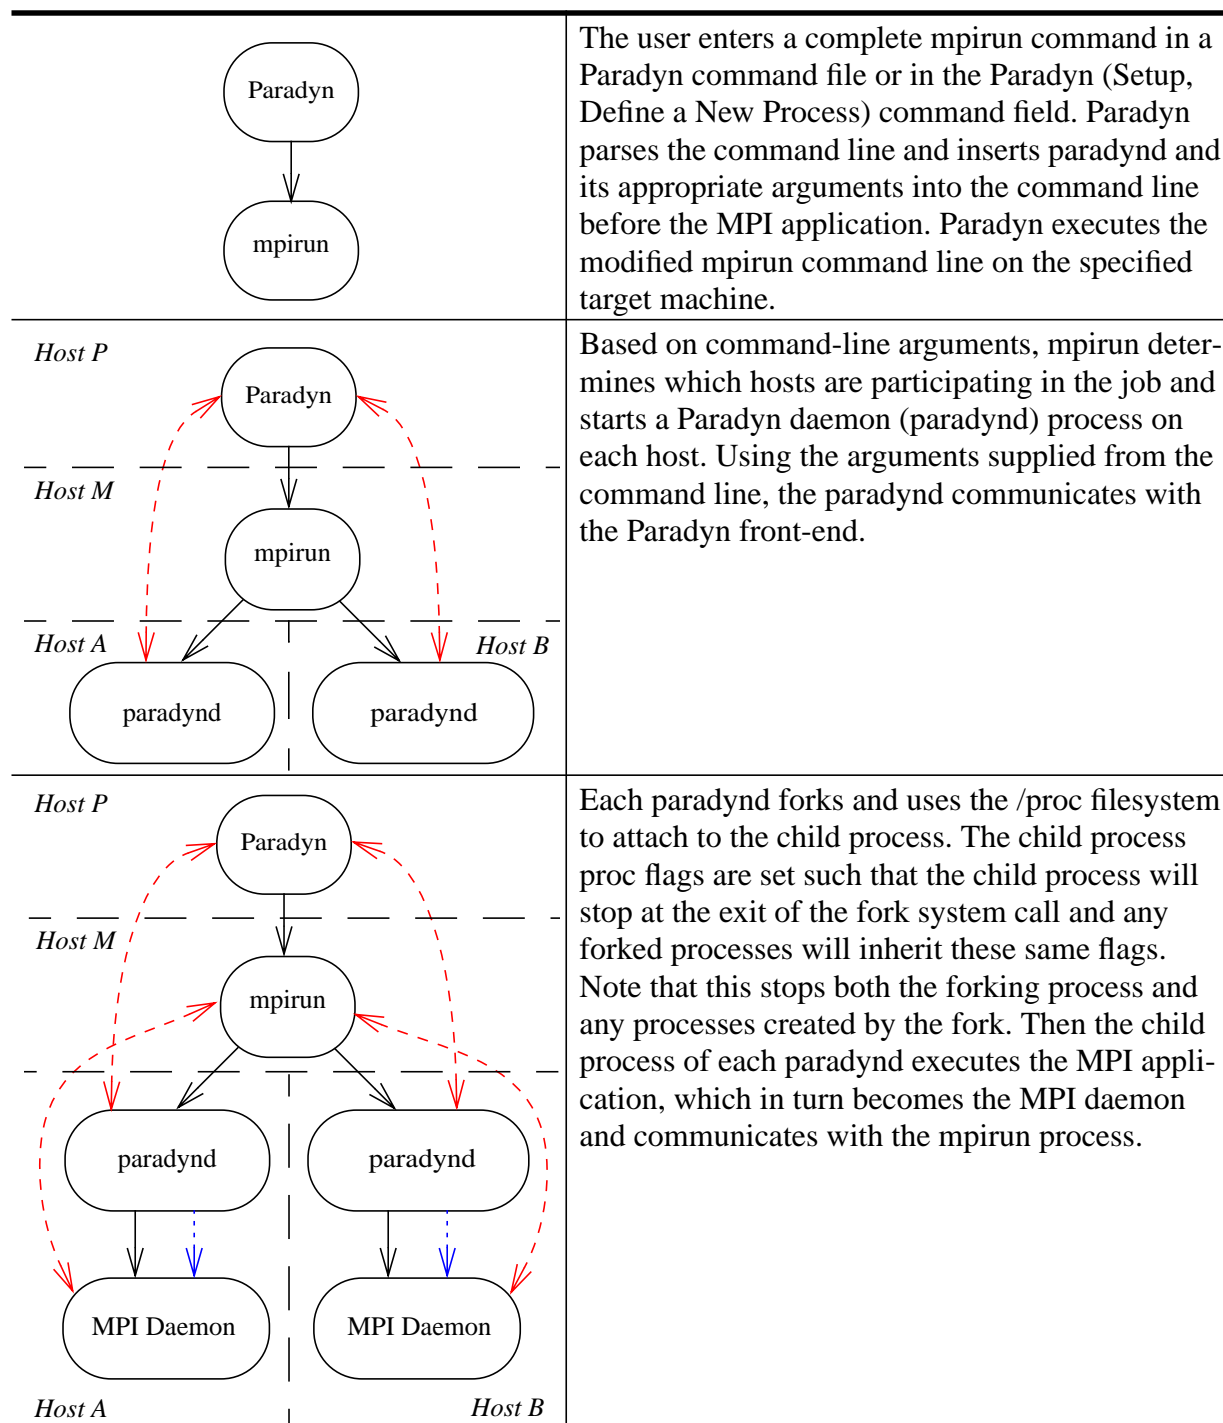 Paradyn
mpirun
The user enters a complete mpirun command in a
Paradyn command file or in the Paradyn (Setup,
Define a New Process) command field. Paradyn
parses the command line and inserts paradynd and
its appropriate arguments into the command line
before the MPI application. Paradyn executes the
modified mpirun command line on the specified
target machine.
Host P
Paradyn
Host M
mpirun
Host A
Host B
paradynd
paradynd
Based on command-line arguments, mpirun deter-
mines which hosts are participating in the job and
starts a Paradyn daemon (paradynd) process on
each host. Using the arguments supplied from the
command line, the paradynd communicates with
the Paradyn front-end.
Host P
Paradyn
Host M
mpirun
paradynd
paradynd
MPI Daemon
MPI Daemon
Host A
Host B
Each paradynd forks and uses the /proc filesystem
to attach to the child process. The child process
proc flags are set such that the child process will
stop at the exit of the fork system call and any
forked processes will inherit these same flags.
Note that this stops both the forking process and
any processes created by the fork. Then the child
process of each paradynd executes the MPI appli-
cation, which in turn becomes the MPI daemon
and communicates with the mpirun process.